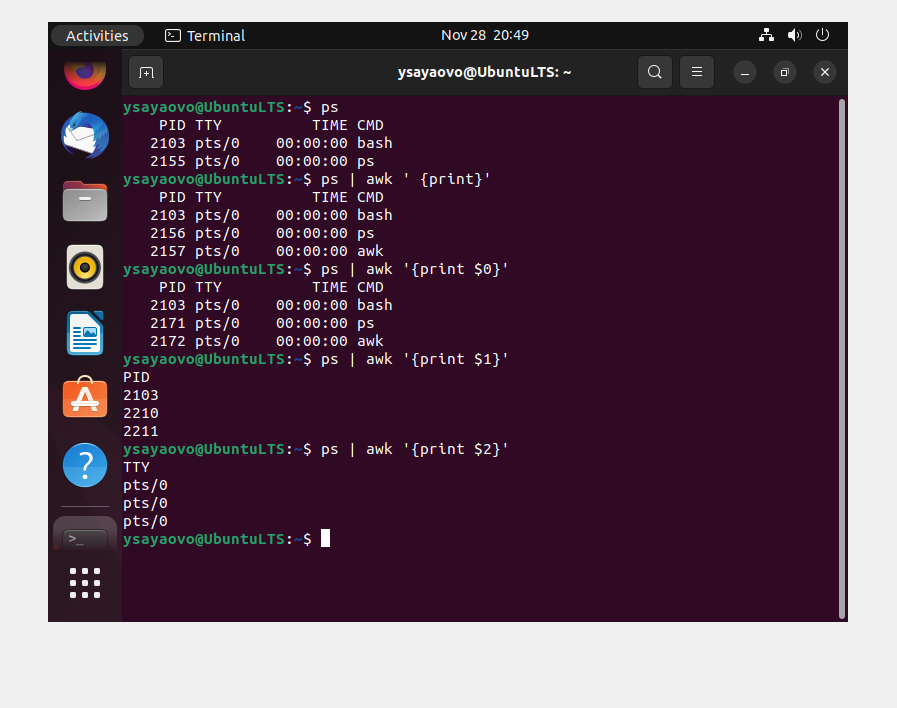 Activities Terminal Nov 28 20:49
ysayaovo@UbuntuLTS: ~
ysayaovo@UbuntuLTS:~$ ps
    PID TTY          TIME CMD
   2103 pts/0    00:00:00 bash
   2155 pts/0    00:00:00 ps
ysayaovo@UbuntuLTS:~$ ps | awk ' {print}'
    PID TTY          TIME CMD
   2103 pts/0    00:00:00 bash
   2156 pts/0    00:00:00 ps
   2157 pts/0    00:00:00 awk
ysayaovo@UbuntuLTS:~$ ps | awk '{print $0}'
    PID TTY          TIME CMD
   2103 pts/0    00:00:00 bash
   2171 pts/0    00:00:00 ps
   2172 pts/0    00:00:00 awk
ysayaovo@UbuntuLTS:~$ ps | awk '{print $1}'
PID
2103
2210
2211
ysayaovo@UbuntuLTS:~$ ps | awk '{print $2}'
TTY
pts/0
pts/0
pts/0
ysayaovo@UbuntuLTS:~$